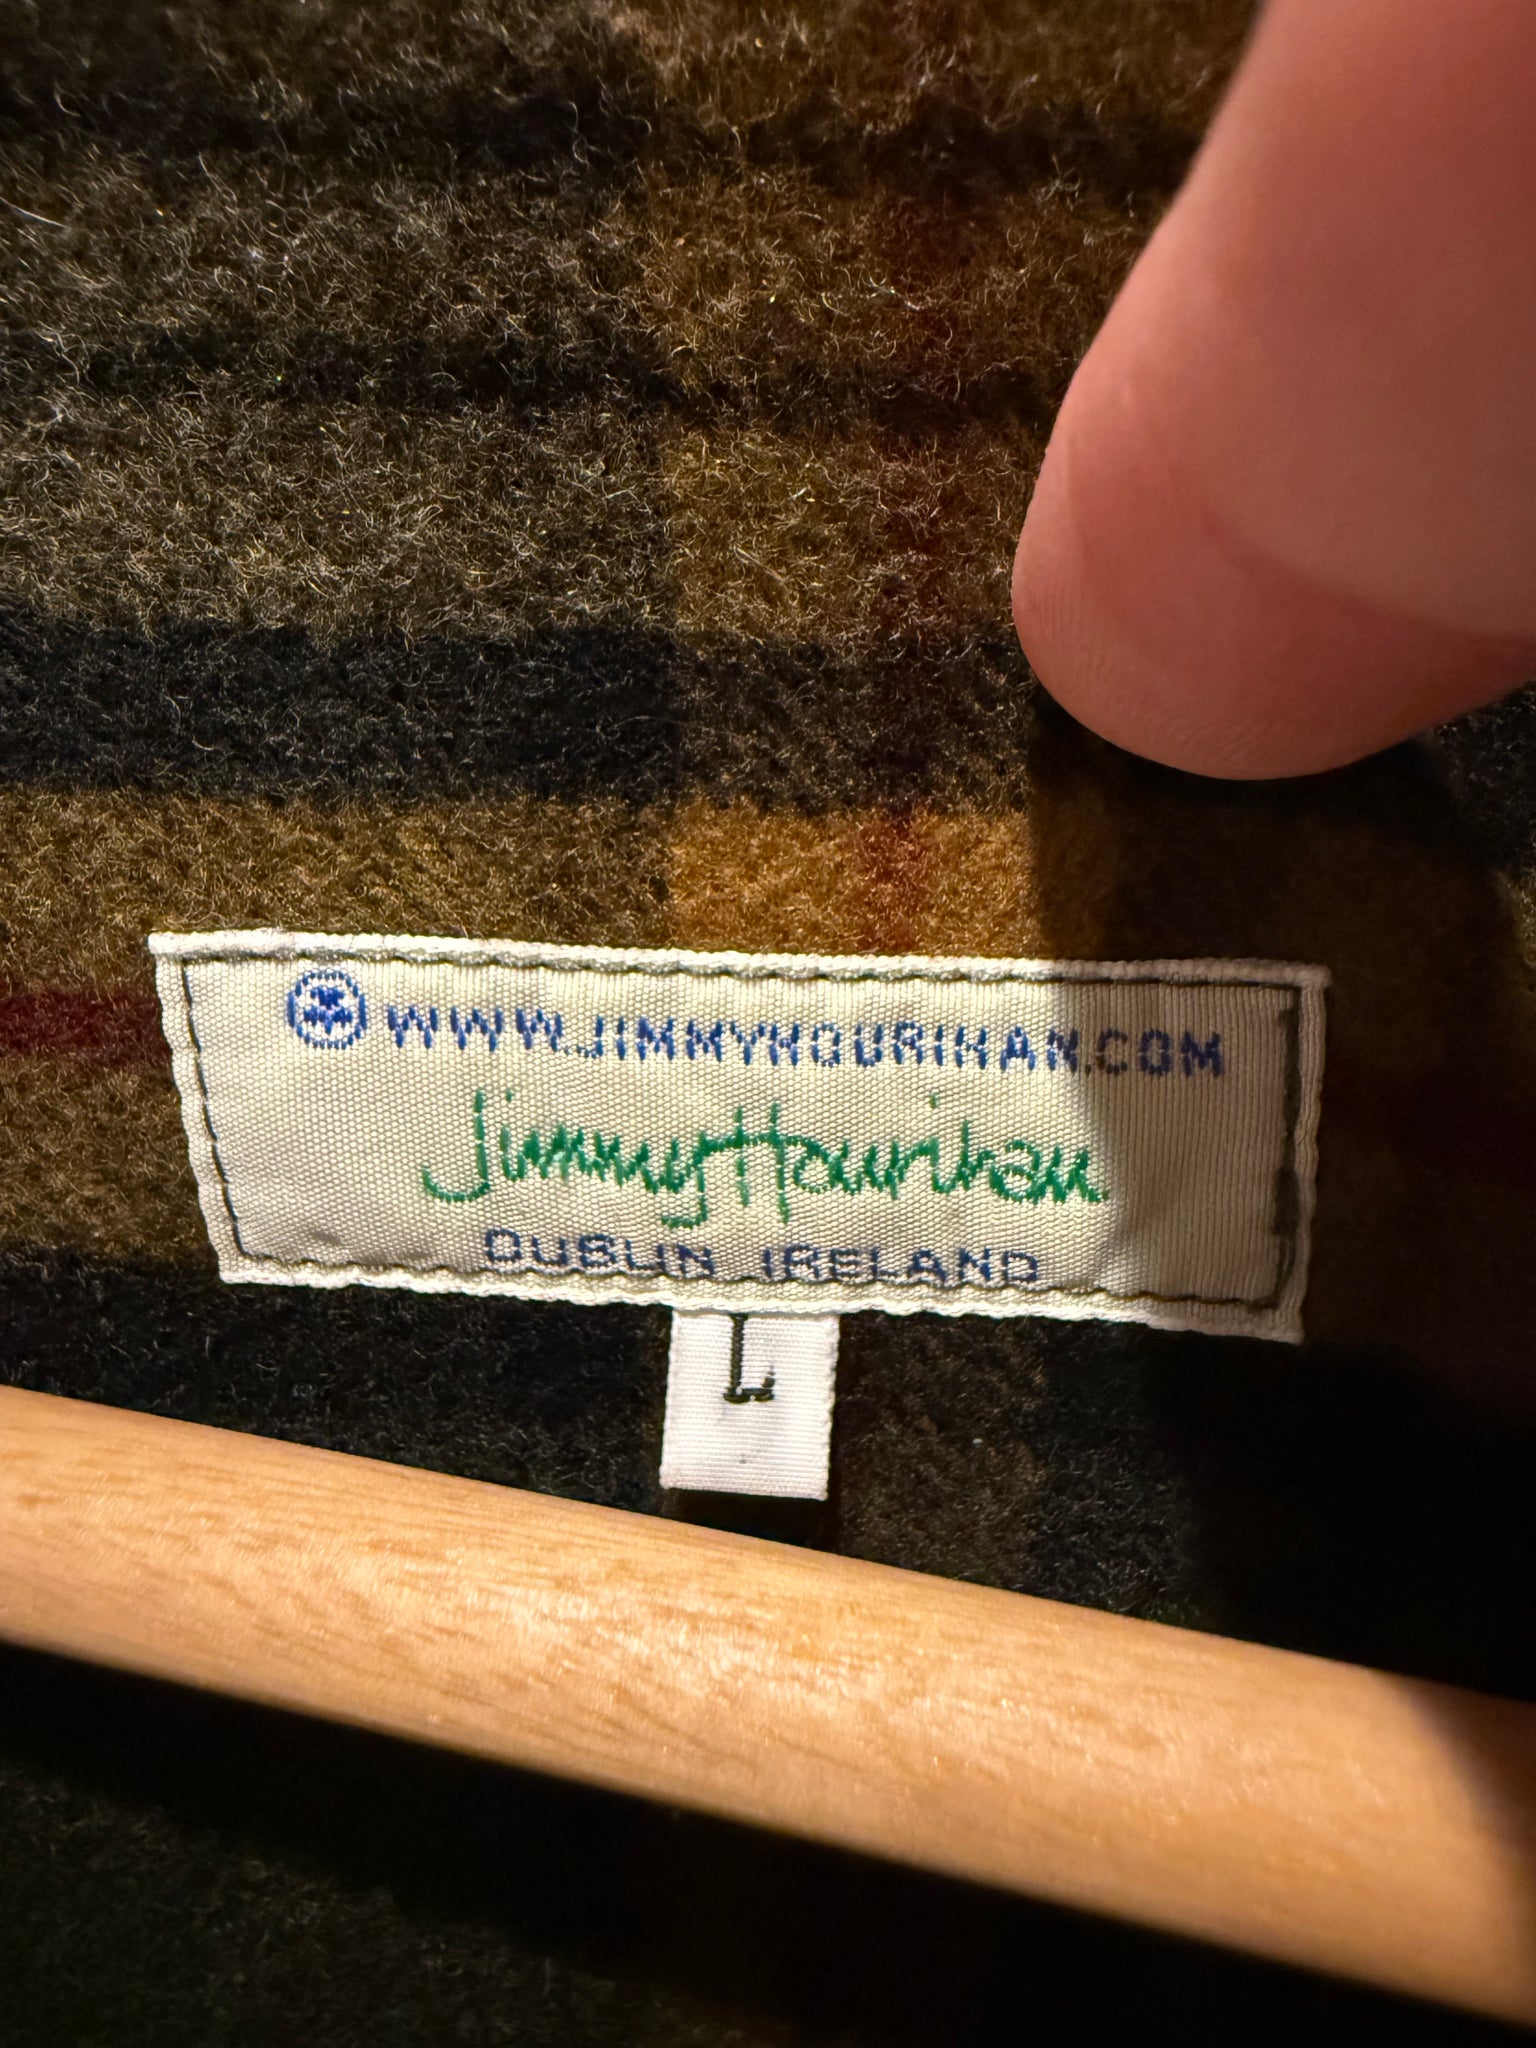 WWW.JIMMYHOURIHAN.COM
Jimmy Hourihan
DUBLIN IRELAND
L